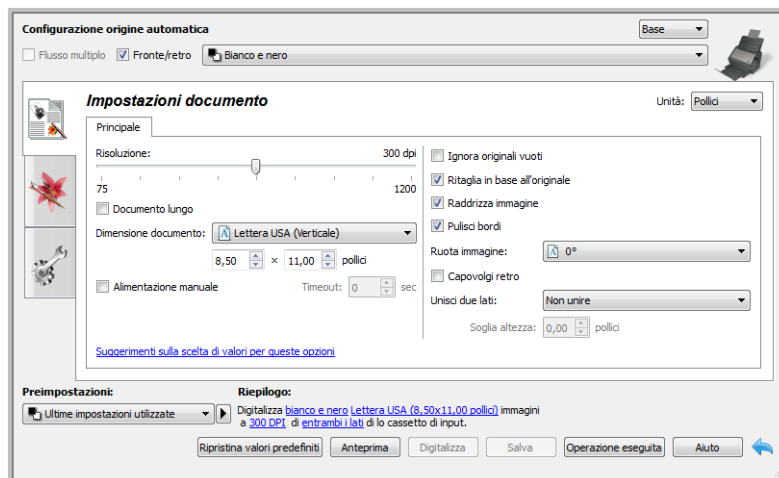 Configurazione origine automatica
Base
Flusso multiplo Fronte/retro Bianco e nero
Impostazioni documento
Unità: Pollici
Principale
Risoluzione: 300 dpi
75 1200
Documento lungo
Dimensione documento: Lettera USA (Verticale)
8,50 × 11,00 pollici
Alimentazione manuale Timeout: 0 sec
Suggerimenti sulla scelta di valori per queste opzioni
Ignora originali vuoti
Ritaglia in base all'originale
Raddrizza immagine
Pulisci bordi
Ruota immagine: 0°
Capovolgi retro
Unisci due lati: Non unire
Soglia altezza: 0,00 pollici
Preimpostazioni:
Ultime impostazioni utilizzate
Riepilogo:
Digitalizza bianco e nero Lettera USA (8,50x11,00 pollici) immagini
a 300 DPI di entrambi i lati di lo cassetto di input.
Ripristina valori predefiniti Anteprima Digitalizza Salva Operazione eseguita Aiuto